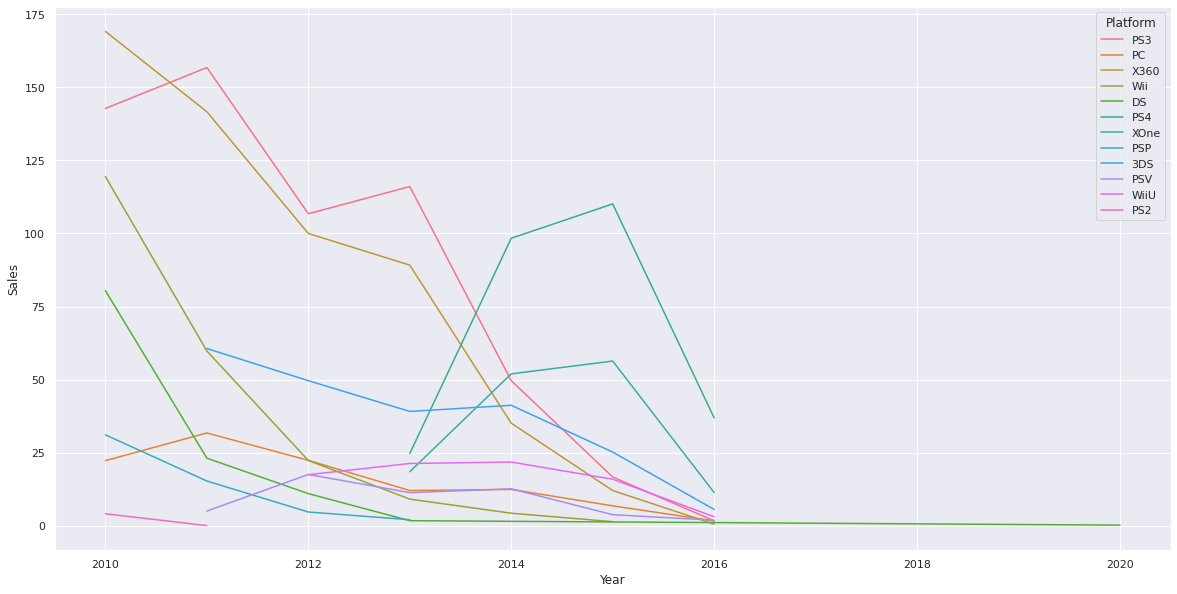 175
150
125
100
75
50
25
0
Sales
2010
2012
2014
2016
2018
2020
Year
Platform
PS3
PC
X360
Wii
DS
PS4
XOne
PSP
3DS
PSV
WiiU
PS2